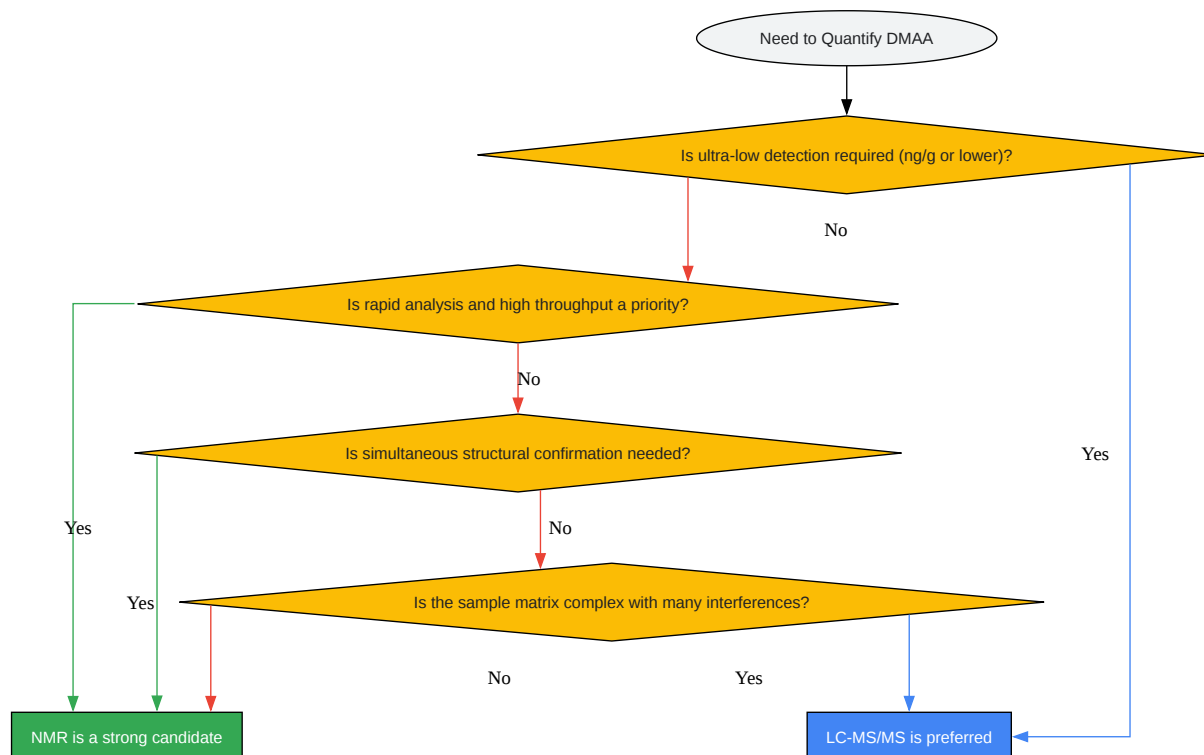 Need to Quantify DMAA
Is ultra-low detection required (ng/g or lower)?
No
Is rapid analysis and high throughput a priority?
No
Is simultaneous structural confirmation needed?
Yes
Yes
No
Is the sample matrix complex with many interferences?
Yes
No
Yes
NMR is a strong candidate
LC-MS/MS is preferred